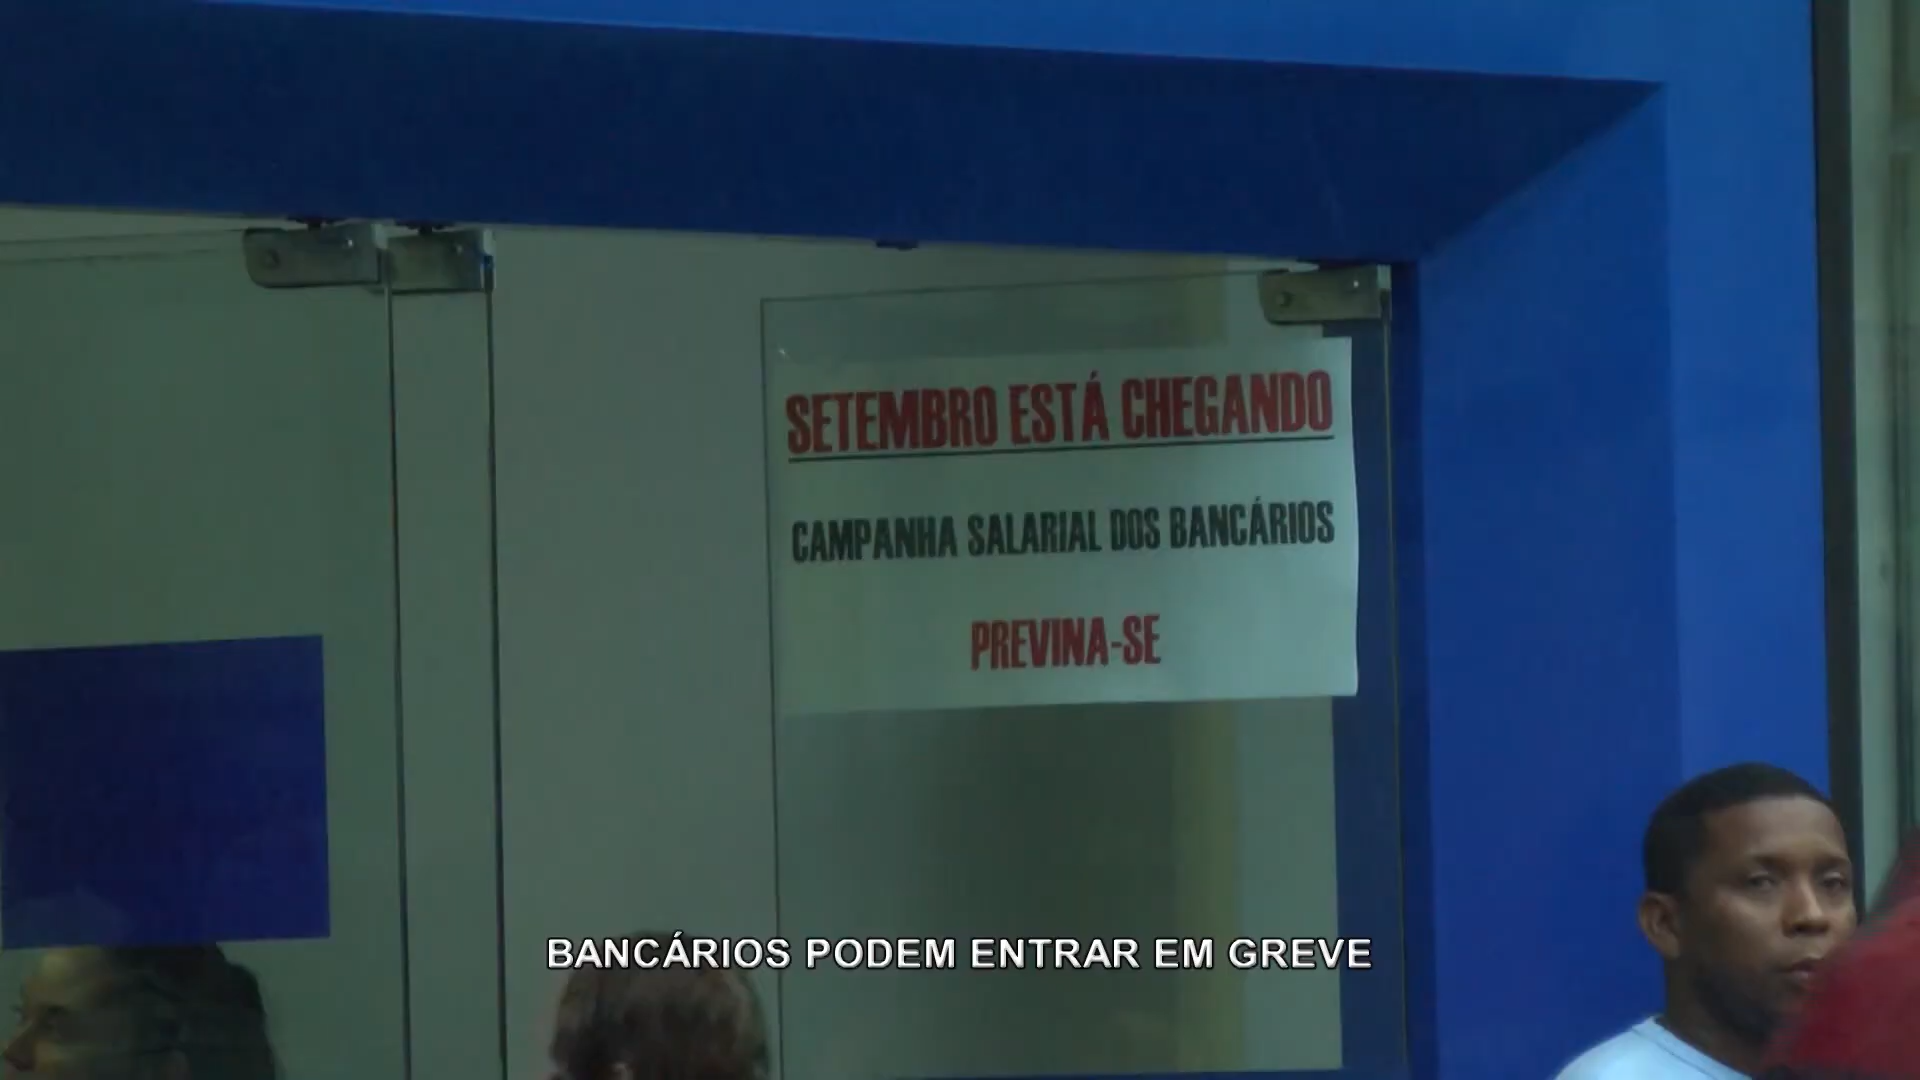 SETEMBRO ESTÁ CHEGANDO
CAMPANHA SALARIAL DOS BANCÁRIOS
PREVINA-SE
BANCÁRIOS PODEM ENTRAR EM GREVE